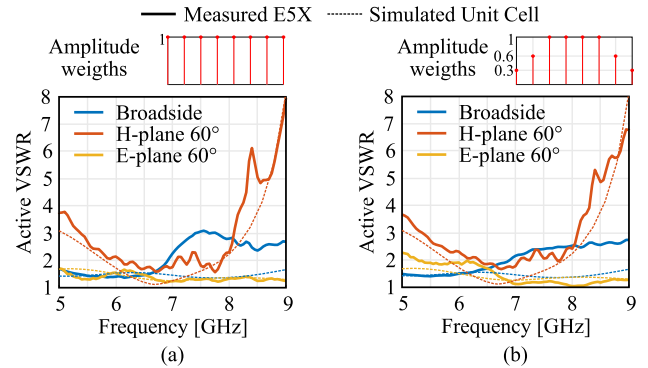 Measured E5X Simulated Unit Cell
Amplitude weigths
1
Amplitude weigths
1
0.6
0.3
8
7
6
5
4
3
2
1
Active VSWR
Broadside
H-plane 60°
E-plane 60°
5 6 7 8 9
Frequency [GHz]
(a)
8
7
6
5
4
3
2
1
Active VSWR
Broadside
H-plane 60°
E-plane 60°
5 6 7 8 9
Frequency [GHz]
(b)